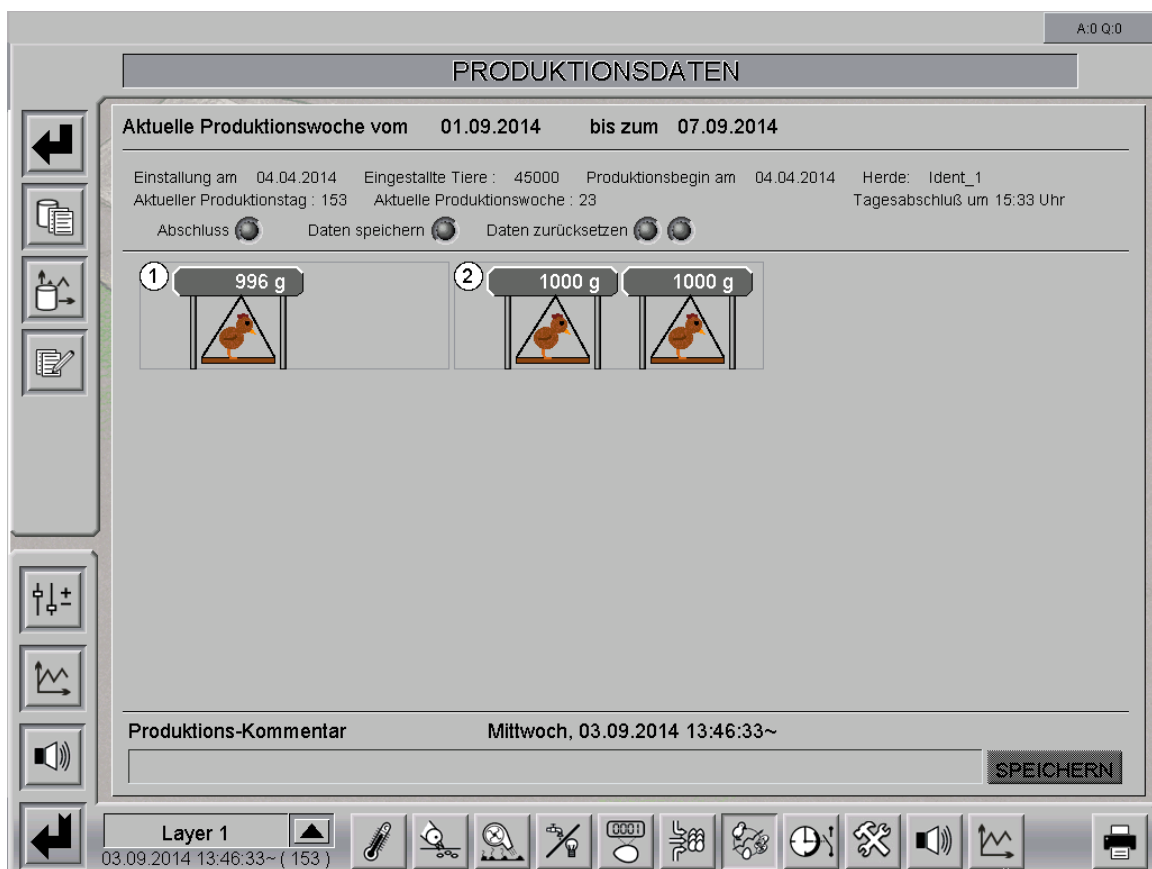 A:0 Q:0
PRODUKTIONSDATEN
Aktuelle Produktionswoche vom 01.09.2014 bis zum 07.09.2014
Einstallung am 04.04.2014 Eingestallte Tiere : 45000 Produktionsbegin am 04.04.2014 Herde: Ident_1
Aktueller Produktionstag : 153 Aktuelle Produktionswoche : 23 Tagesabschluß um 15:33 Uhr
Abschluss Daten speichern Daten zurücksetzen
1 996 g 2 1000 g 1000 g
Produktions-Kommentar Mittwoch, 03.09.2014 13:46:33~
SPEICHERN
Layer 1
0001
03.09.2014 13:46:33~ ( 153 )